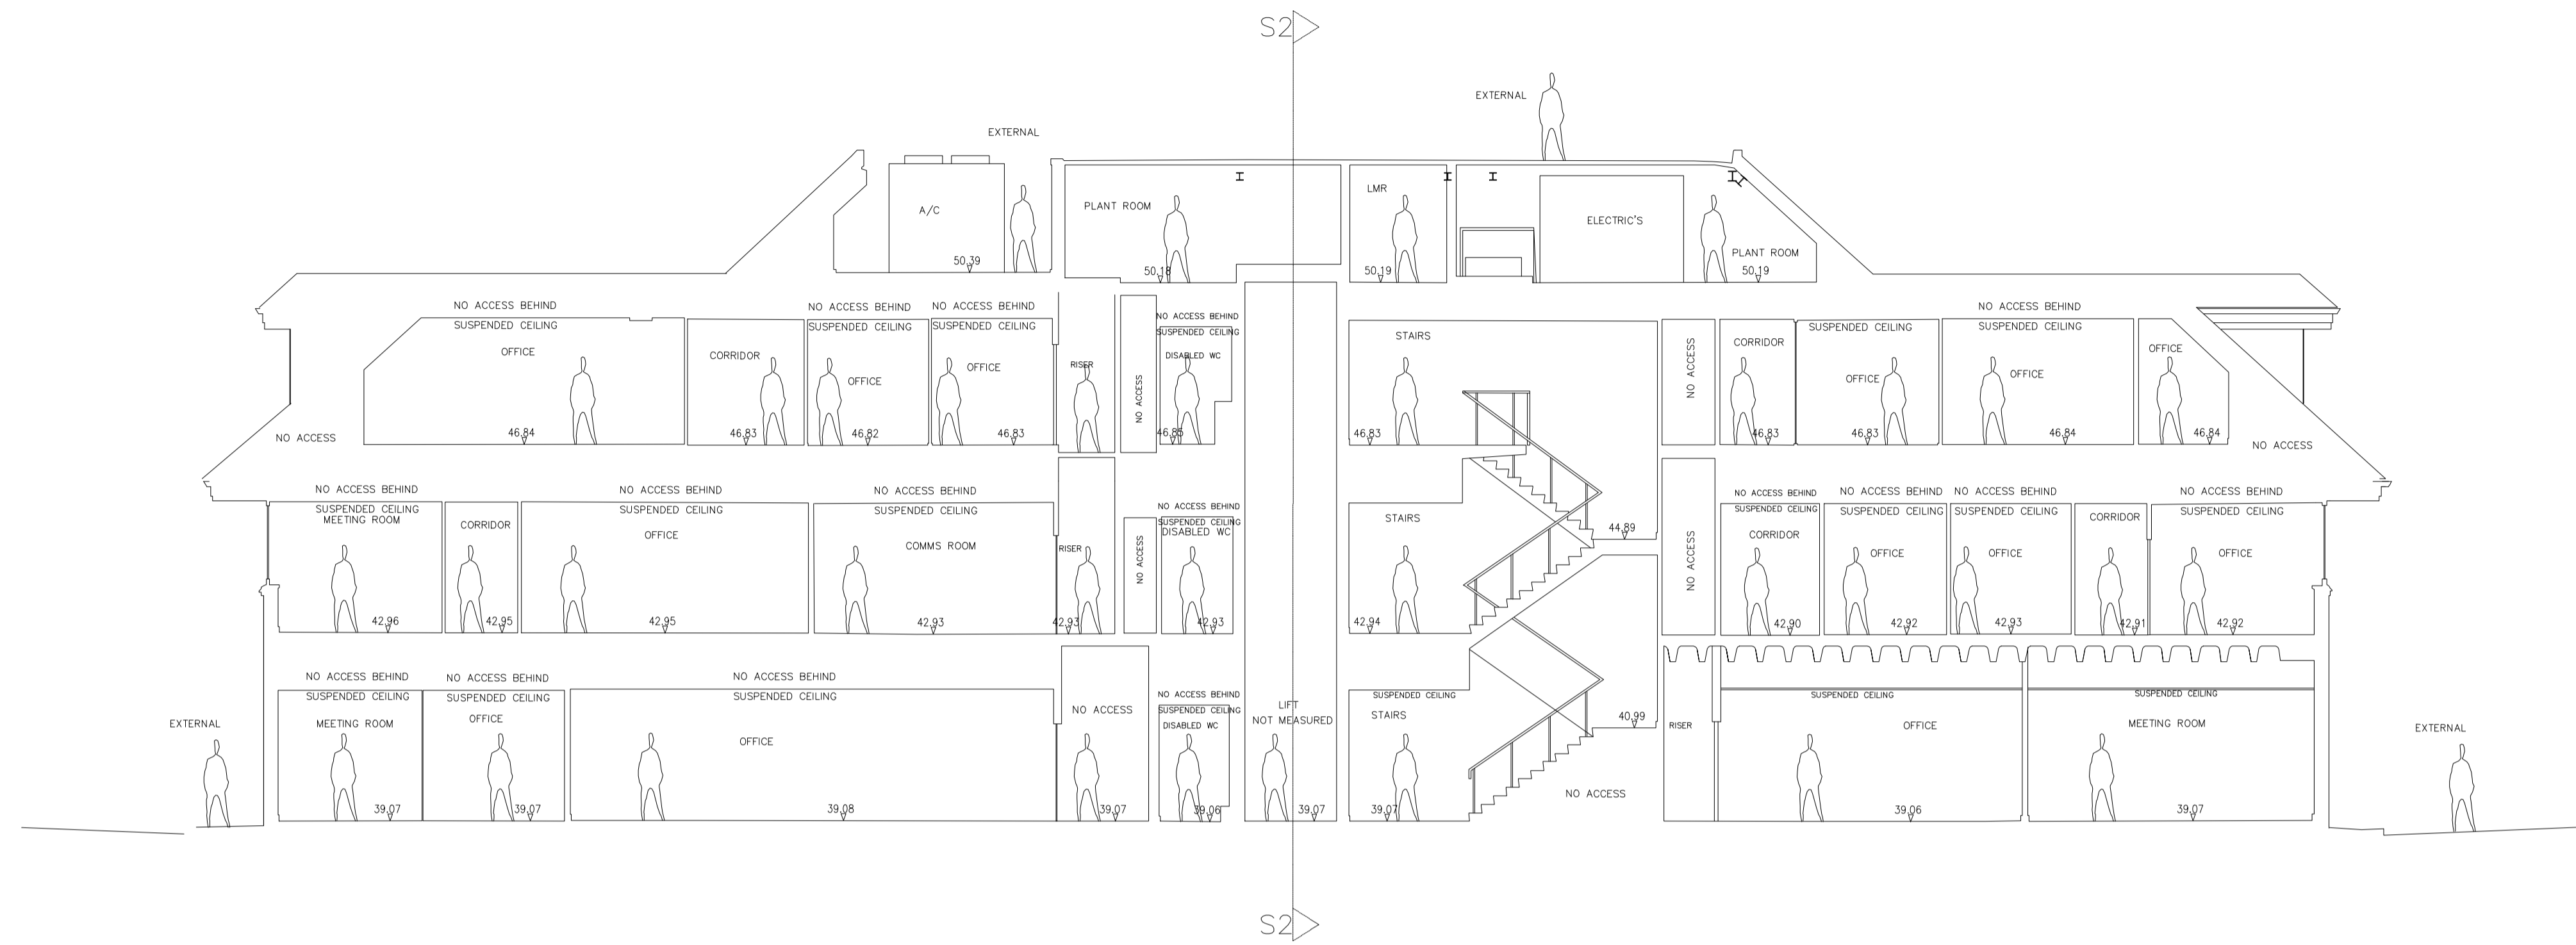 S2
EXTERNAL
EXTERNAL
A/C
50.39
PLANT ROOM
50.18
LMR
50.19
ELECTRIC'S
PLANT ROOM
50.19
NO ACCESS BEHIND
SUSPENDED CEILING
OFFICE
46.84
CORRIDOR
46.83
NO ACCESS BEHIND
SUSPENDED CEILING
OFFICE
46.82
NO ACCESS BEHIND
SUSPENDED CEILING
OFFICE
46.83
RISER
NO ACCESS
NO ACCESS BEHIND
SUSPENDED CEILING
DISABLED WC
46.85
STAIRS
46.83
NO ACCESS
CORRIDOR
46.83
SUSPENDED CEILING
OFFICE
46.83
NO ACCESS BEHIND
SUSPENDED CEILING
OFFICE
46.84
OFFICE
46.84
NO ACCESS
NO ACCESS
NO ACCESS BEHIND
SUSPENDED CEILING
MEETING ROOM
42.96
CORRIDOR
42.95
NO ACCESS BEHIND
SUSPENDED CEILING
OFFICE
42.95
NO ACCESS BEHIND
SUSPENDED CEILING
COMMS ROOM
42.93
RISER
42.93
NO ACCESS
NO ACCESS BEHIND
SUSPENDED CEILING
DISABLED WC
42.93
STAIRS
42.94
44.89
NO ACCESS
NO ACCESS BEHIND
SUSPENDED CEILING
CORRIDOR
42.90
NO ACCESS BEHIND
SUSPENDED CEILING
OFFICE
42.92
NO ACCESS BEHIND
SUSPENDED CEILING
OFFICE
42.93
CORRIDOR
42.91
NO ACCESS BEHIND
SUSPENDED CEILING
OFFICE
42.92
EXTERNAL
NO ACCESS BEHIND
SUSPENDED CEILING
MEETING ROOM
39.07
NO ACCESS BEHIND
SUSPENDED CEILING
OFFICE
39.07
NO ACCESS BEHIND
SUSPENDED CEILING
OFFICE
39.08
NO ACCESS
39.07
NO ACCESS BEHIND
SUSPENDED CEILING
DISABLED WC
39.06
LIFT
NOT MEASURED
39.07
SUSPENDED CEILING
STAIRS
39.07
40.99
NO ACCESS
RISER
SUSPENDED CEILING
OFFICE
39.06
SUSPENDED CEILING
MEETING ROOM
39.07
EXTERNAL
S2